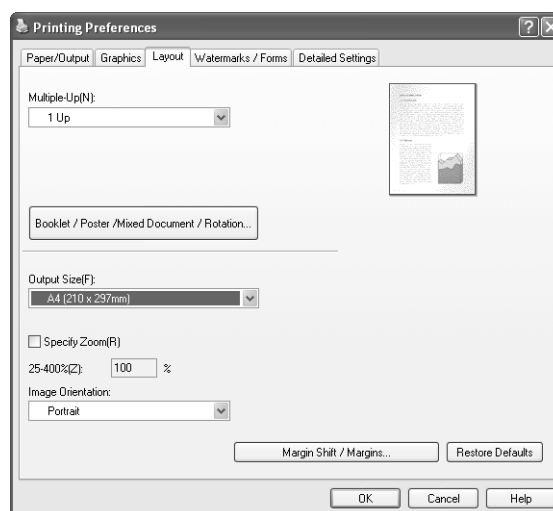 Printing Preferences
Paper/Output Graphics Layout Watermarks / Forms Detailed Settings
Multiple-Up(N):
1 Up
Booklet / Poster /Mixed Document / Rotation...
Output Size(F):
A4 (210 x 297mm)
Specify Zoom(R)
25-400%(Z): 100 %
Image Orientation:
Portrait
Margin Shift / Margins... Restore Defaults
OK Cancel Help